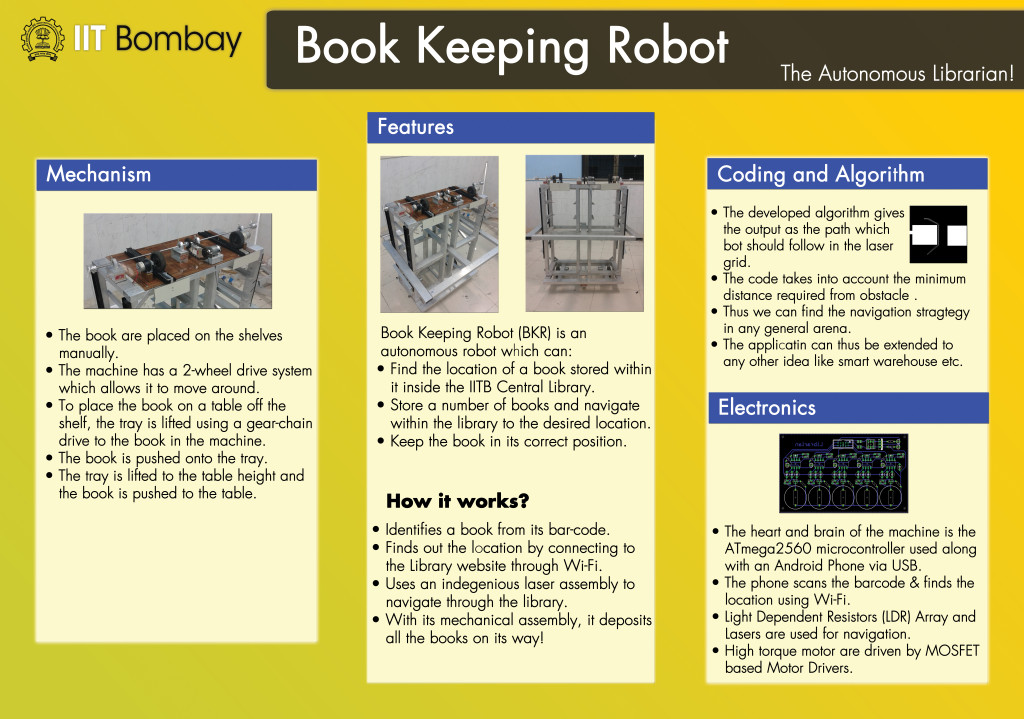 IIT Bombay
Book Keeping Robot
The Autonomous Librarian!
Mechanism
• The book are placed on the shelves
manually.
• The machine has a 2-wheel drive system
which allows it to move around.
• To place the book on a table off the
shelf, the tray is lifted using a gear-chain
drive to the book in the machine.
• The book is pushed onto the tray.
• The tray is lifted to the table height and
the book is pushed to the table.
Features
Book Keeping Robot (BKR) is an
autonomous robot which can:
• Find the location of a book stored within
it inside the IITB Central Library.
• Store a number of books and navigate
within the library to the desired location.
• Keep the book in its correct position.
How it works?
• Identifies a book from its bar-code.
• Finds out the location by connecting to
the Library website through Wi-Fi.
• Uses an indegenious laser assembly to
navigate through the library.
• With its mechanical assembly, it deposits
all the books on its way!
Coding and Algorithm
• The developed algorithm gives
the output as the path which
bot should follow in the laser
grid.
• The code takes into account the minimum
distance required from obstacle .
• Thus we can find the navigation stragtegy
in any general arena.
• The applicatin can thus be extended to
any other idea like smart warehouse etc.
Electronics
• The heart and brain of the machine is the
ATmega2560 microcontroller used along
with an Android Phone via USB.
• The phone scans the barcode & finds the
location using Wi-Fi.
• Light Dependent Resistors (LDR) Array and
Lasers are used for navigation.
• High torque motor are driven by MOSFET
based Motor Drivers.